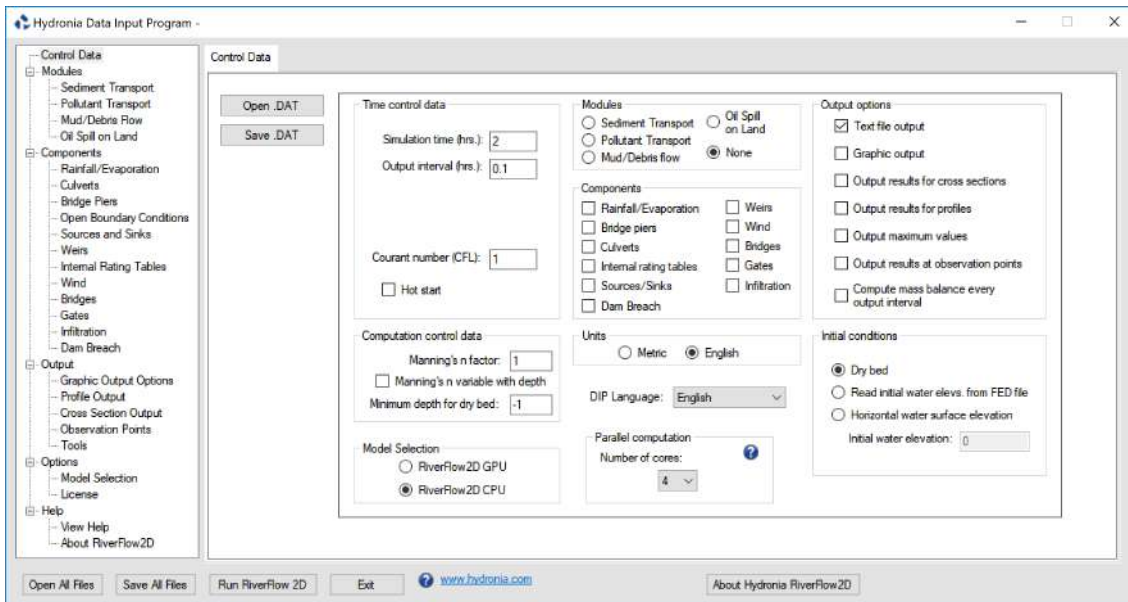 Hydronia Data Input Program -
Control Data
Modules
Sediment Transport
Pollutant Transport
Mud/Debris Flow
Oil Spill on Land
Components
Rainfall/Evaporation
Culverts
Bridge Piers
Open Boundary Conditions
Sources and Sinks
Weirs
Internal Rating Tables
Wind
Bridges
Gates
Infiltration
Dam Breach
Output
Graphic Output Options
Profile Output
Cross Section Output
Observation Points
Tools
Options
Model Selection
License
Help
View Help
About RiverFlow2D
Control Data
Open .DAT
Save .DAT
Time control data
Simulation time (hrs.): 2
Output interval (hrs.): 0.1
Courant number (CFL): 1
Hot start
Computation control data
Manning's n factor: 1
Manning's n variable with depth
Minimum depth for dry bed: -1
Model Selection
RiverFlow2D GPU
RiverFlow2D CPU
Modules
Sediment Transport
Pollutant Transport
Mud/Debris flow
Oil Spill
on Land
None
Components
Rainfall/Evaporation
Bridge piers
Culverts
Internal rating tables
Sources/Sinks
Dam Breach
Weirs
Wind
Bridges
Gates
Infiltration
Units
Metric
English
DIP Language: English
Parallel computation
Number of cores:
4
Output options
Text file output
Graphic output
Output results for cross sections
Output results for profiles
Output maximum values
Output results at observation points
Compute mass balance every
output interval
Initial conditions
Dry bed
Read initial water elevs. from FED file
Horizontal water surface elevation
Initial water elevation: 0
Open All Files
Save All Files
Run RiverFlow 2D
Exit
www.hydronia.com
About Hydronia RiverFlow2D